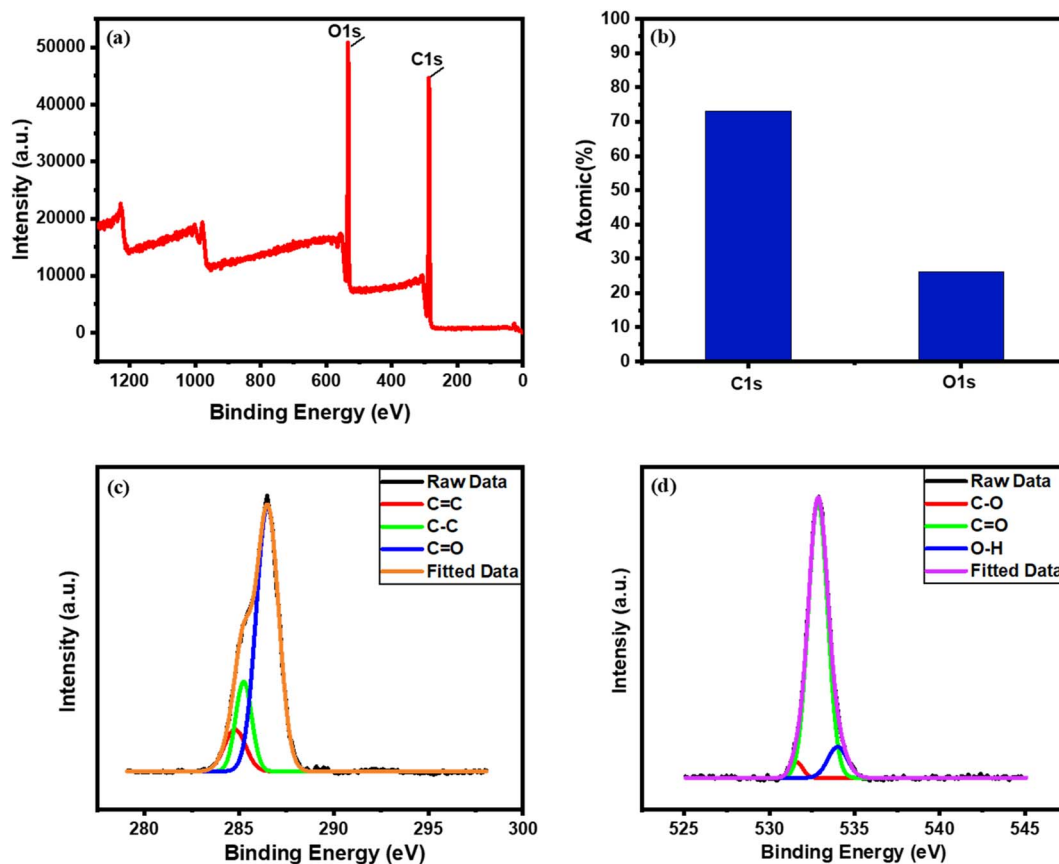 (a)
O1s
C1s
50000
40000
30000
20000
10000
0
Intensity (a.u.)
1200 1000 800 600 400 200 0
Binding Energy (eV)
(b)
100
90
80
70
60
50
40
30
20
10
0
Atomic(%)
C1s O1s
(c)
Raw Data
C=C
C-C
C=O
Fitted Data
Intensity (a.u.)
280 285 290 295 300
Binding Energy (eV)
(d)
Raw Data
C-O
C=O
O-H
Fitted Data
Intensiy (a.u.)
525 530 535 540 545
Binding Energy (eV)